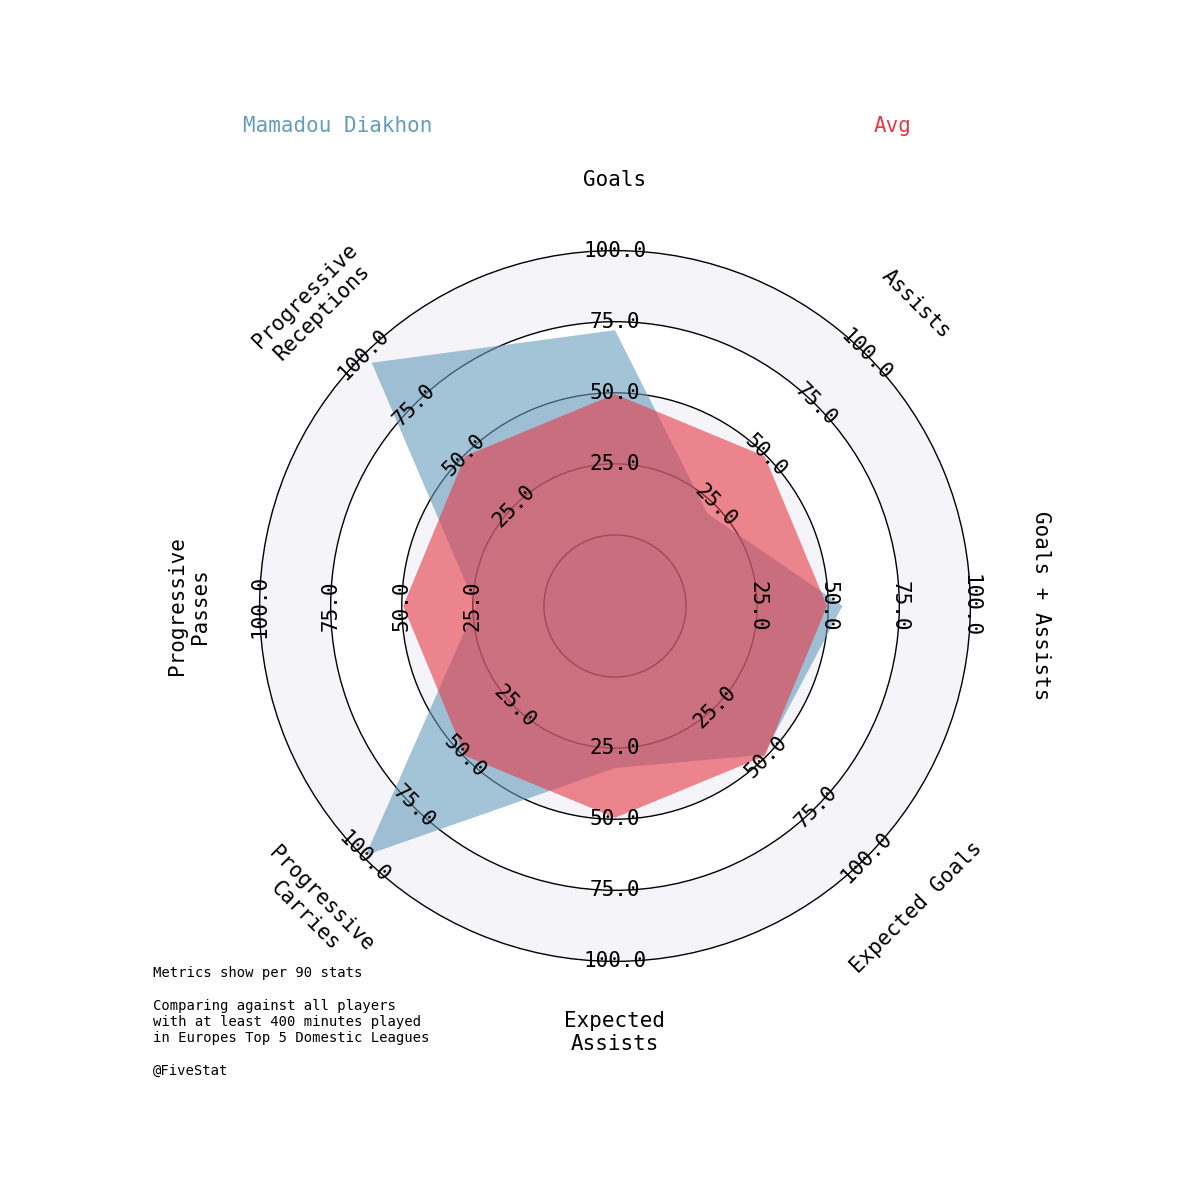 Mamadou Diakhon
Avg
Goals
Assists
Goals + Assists
Expected Goals
Expected
Assists
Progressive
Carries
Progressive
Passes
Progressive
Receptions
25.0
50.0
75.0
100.0
25.0
50.0
75.0
100.0
25.0
50.0
75.0
100.0
25.0
50.0
75.0
100.0
25.0
50.0
75.0
100.0
25.0
50.0
75.0
100.0
25.0
50.0
75.0
100.0
25.0
50.0
75.0
100.0
Metrics show per 90 stats
Comparing against all players
with at least 400 minutes played
in Europes Top 5 Domestic Leagues
@FiveStat